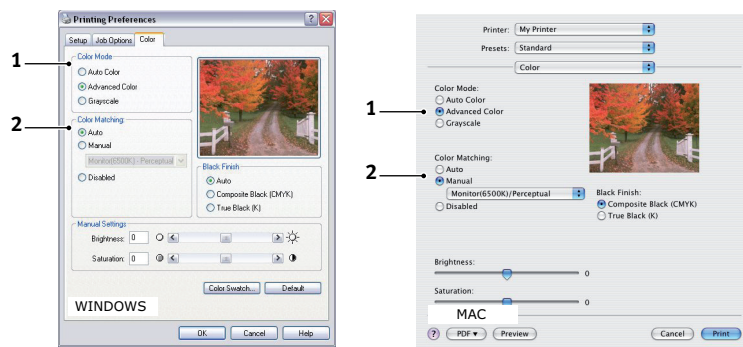 Printing Preferences
Setup Job Options Color
1
Color Mode
Auto Color
Advanced Color
Grayscale
2
Color Matching:
Auto
Manual
Monitor(6500K) - Perceptual
Disabled
Black Finish
Auto
Composite Black (CMYK)
True Black (K)
Manual Settings
Brightness: 0
Saturation: 0
Color Swatch... Default
WINDOWS
OK Cancel Help
Printer: My Printer
Presets: Standard
Color
Color Mode:
Auto Color
1
Advanced Color
Grayscale
Color Matching:
Auto
2
Manual
Monitor(6500K)/Perceptual
Disabled
Black Finish:
Composite Black (CMYK)
True Black (K)
Brightness:
0
Saturation:
0
MAC
? PDF ▾ Preview Cancel Print